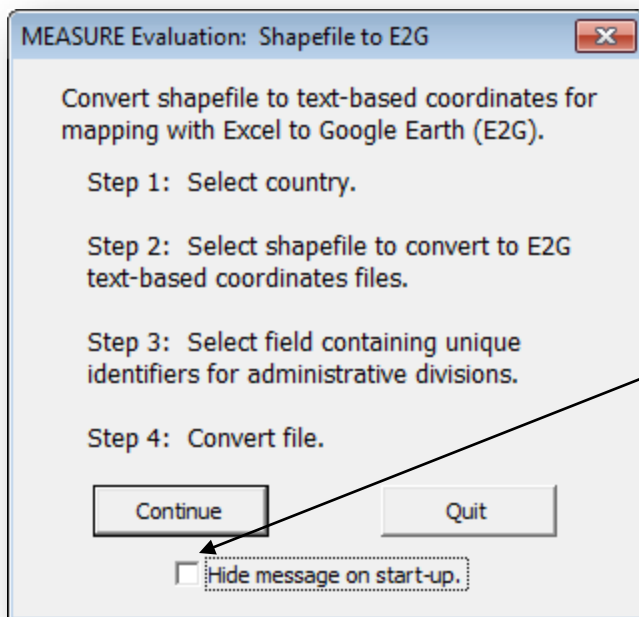 MEASURE Evaluation:  Shapefile to E2G
Convert shapefile to text-based coordinates for
mapping with Excel to Google Earth (E2G).
Step 1:  Select country.
Step 2:  Select shapefile to convert to E2G
text-based coordinates files.
Step 3:  Select field containing unique
identifiers for administrative divisions.
Step 4:  Convert file.
Continue
Quit
Hide message on start-up.